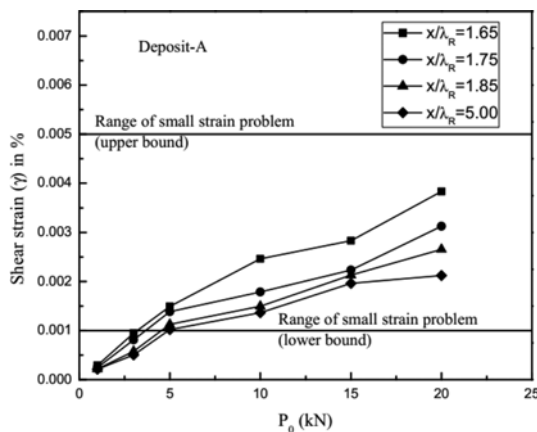 0.007
Deposit-A
x/λR=1.65
x/λR=1.75
x/λR=1.85
x/λR=5.00
0.006
0.005
Range of small strain problem
(upper bound)
0.004
0.003
0.002
0.001
Range of small strain problem
(lower bound)
0.000
Shear strain (γ) in %
0 5 10 15 20 25
P0 (kN)